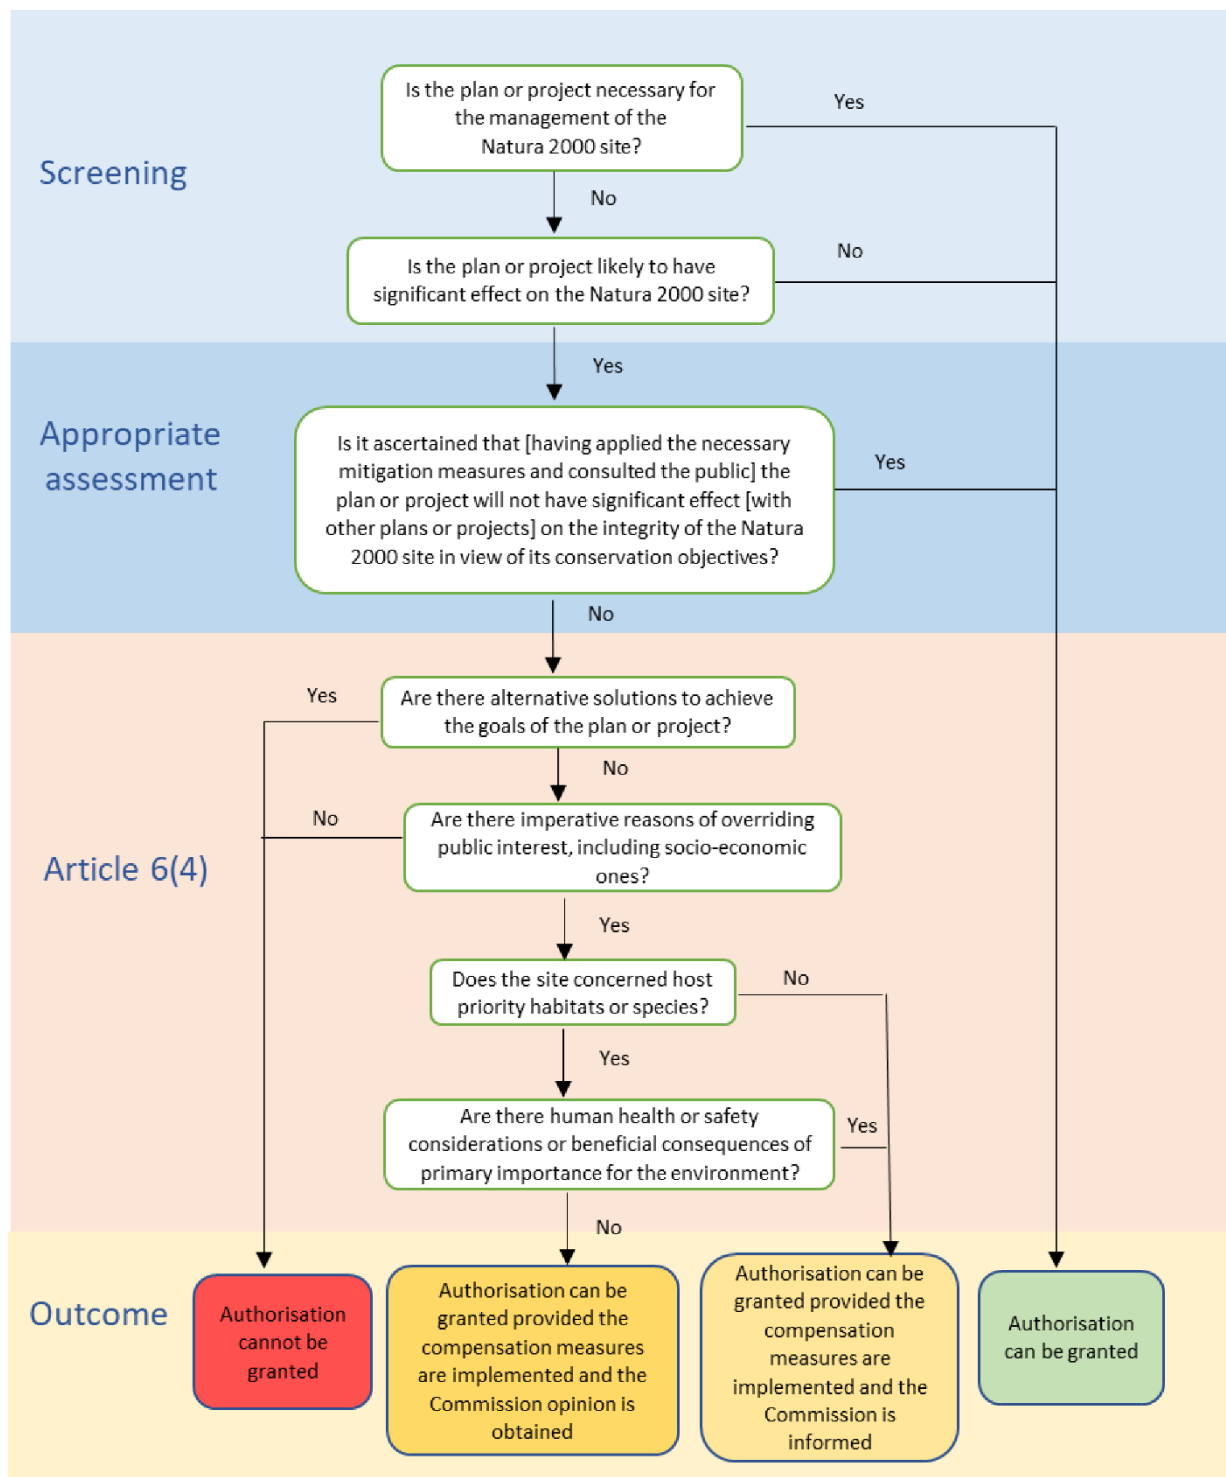 Screening
Is the plan or project necessary for
the management of the
Natura 2000 site?
Yes
No
Is the plan or project likely to have
significant effect on the Natura 2000 site?
No
Yes
Appropriate
assessment
Is it ascertained that [having applied the necessary
mitigation measures and consulted the public] the
plan or project will not have significant effect [with
other plans or projects] on the integrity of the Natura
2000 site in view of its conservation objectives?
Yes
No
Article 6(4)
Are there alternative solutions to achieve
the goals of the plan or project?
Yes
No
Are there imperative reasons of overriding
public interest, including socio-economic
ones?
No
Yes
Does the site concerned host
priority habitats or species?
No
Yes
Are there human health or safety
considerations or beneficial consequences of
primary importance for the environment?
Yes
No
Outcome
Authorisation
cannot be
granted
Authorisation can be
granted provided the
compensation measures
are implemented and the
Commission opinion is
obtained
Authorisation can be
granted provided the
compensation
measures are
implemented and the
Commission is
informed
Authorisation
can be granted